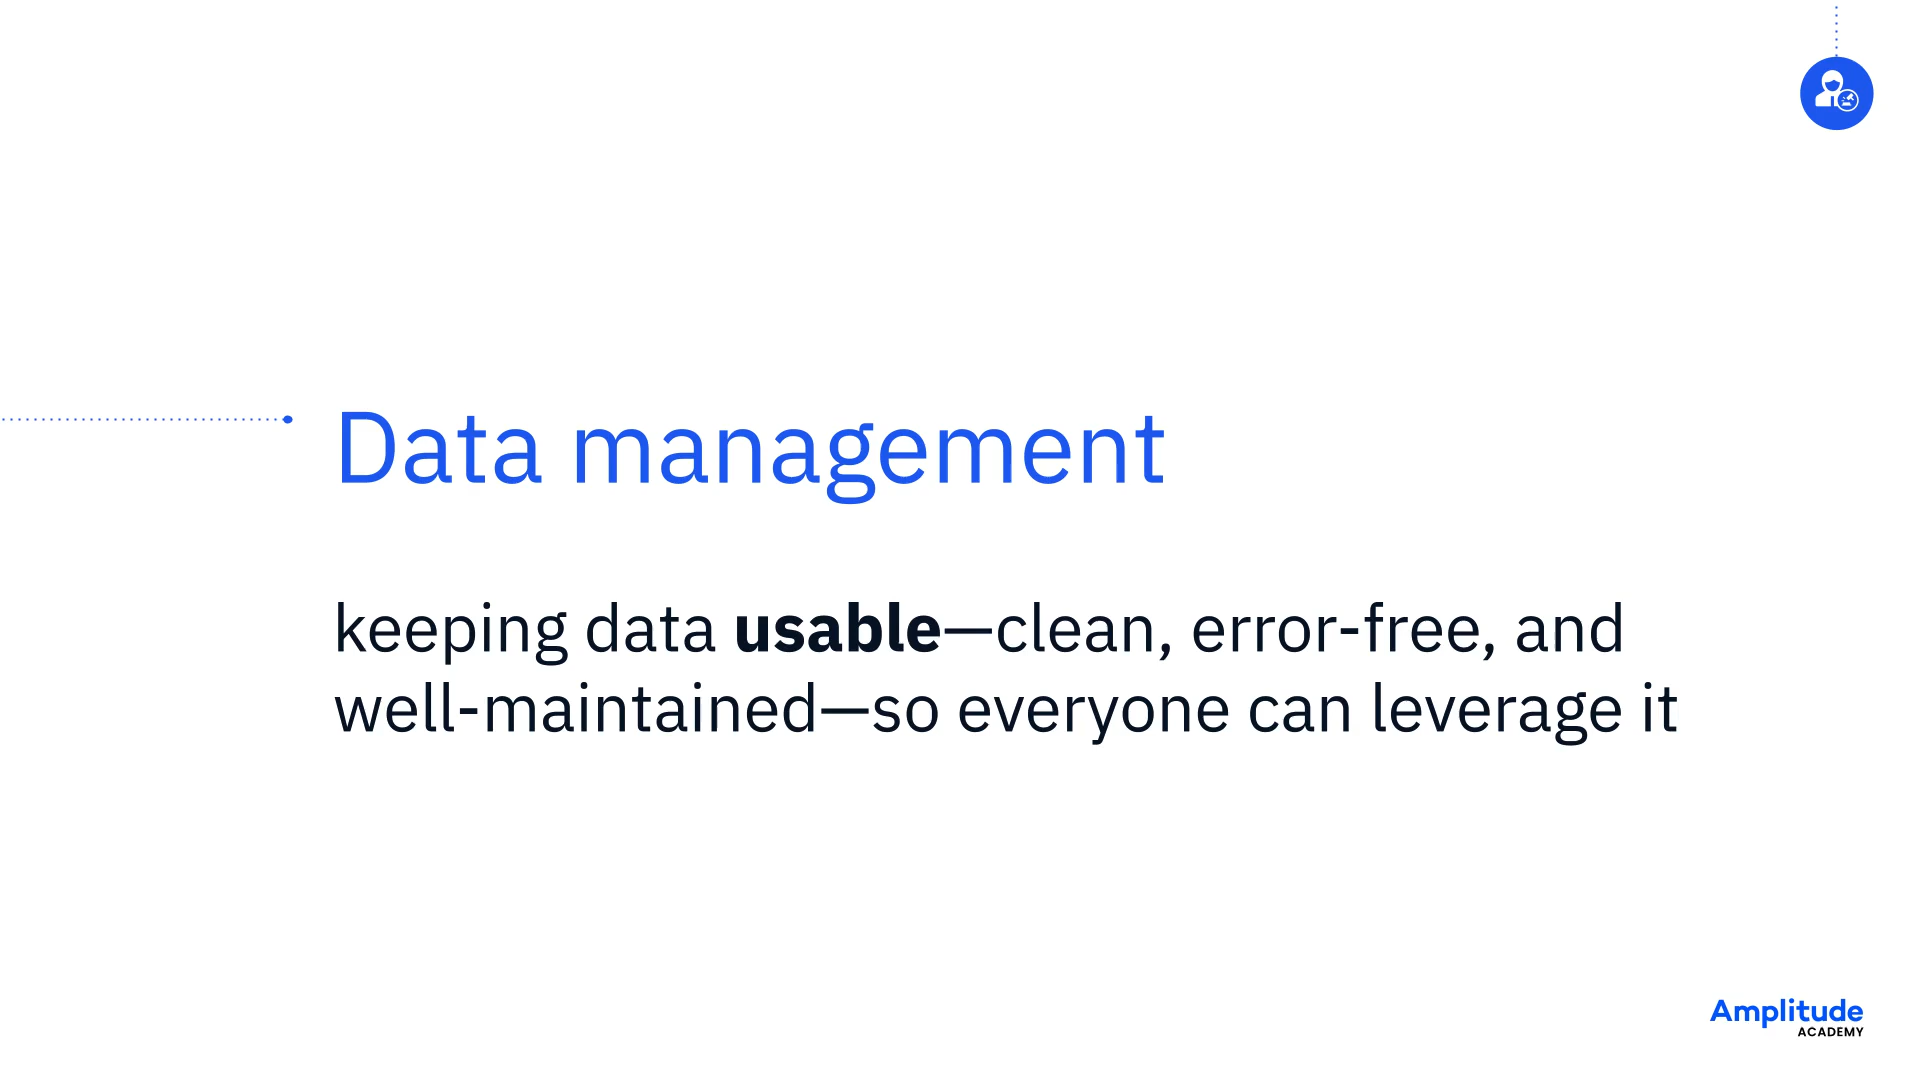 Data management
keeping data usable—clean, error-free, and
well-maintained—so everyone can leverage it
Amplitude
ACADEMY